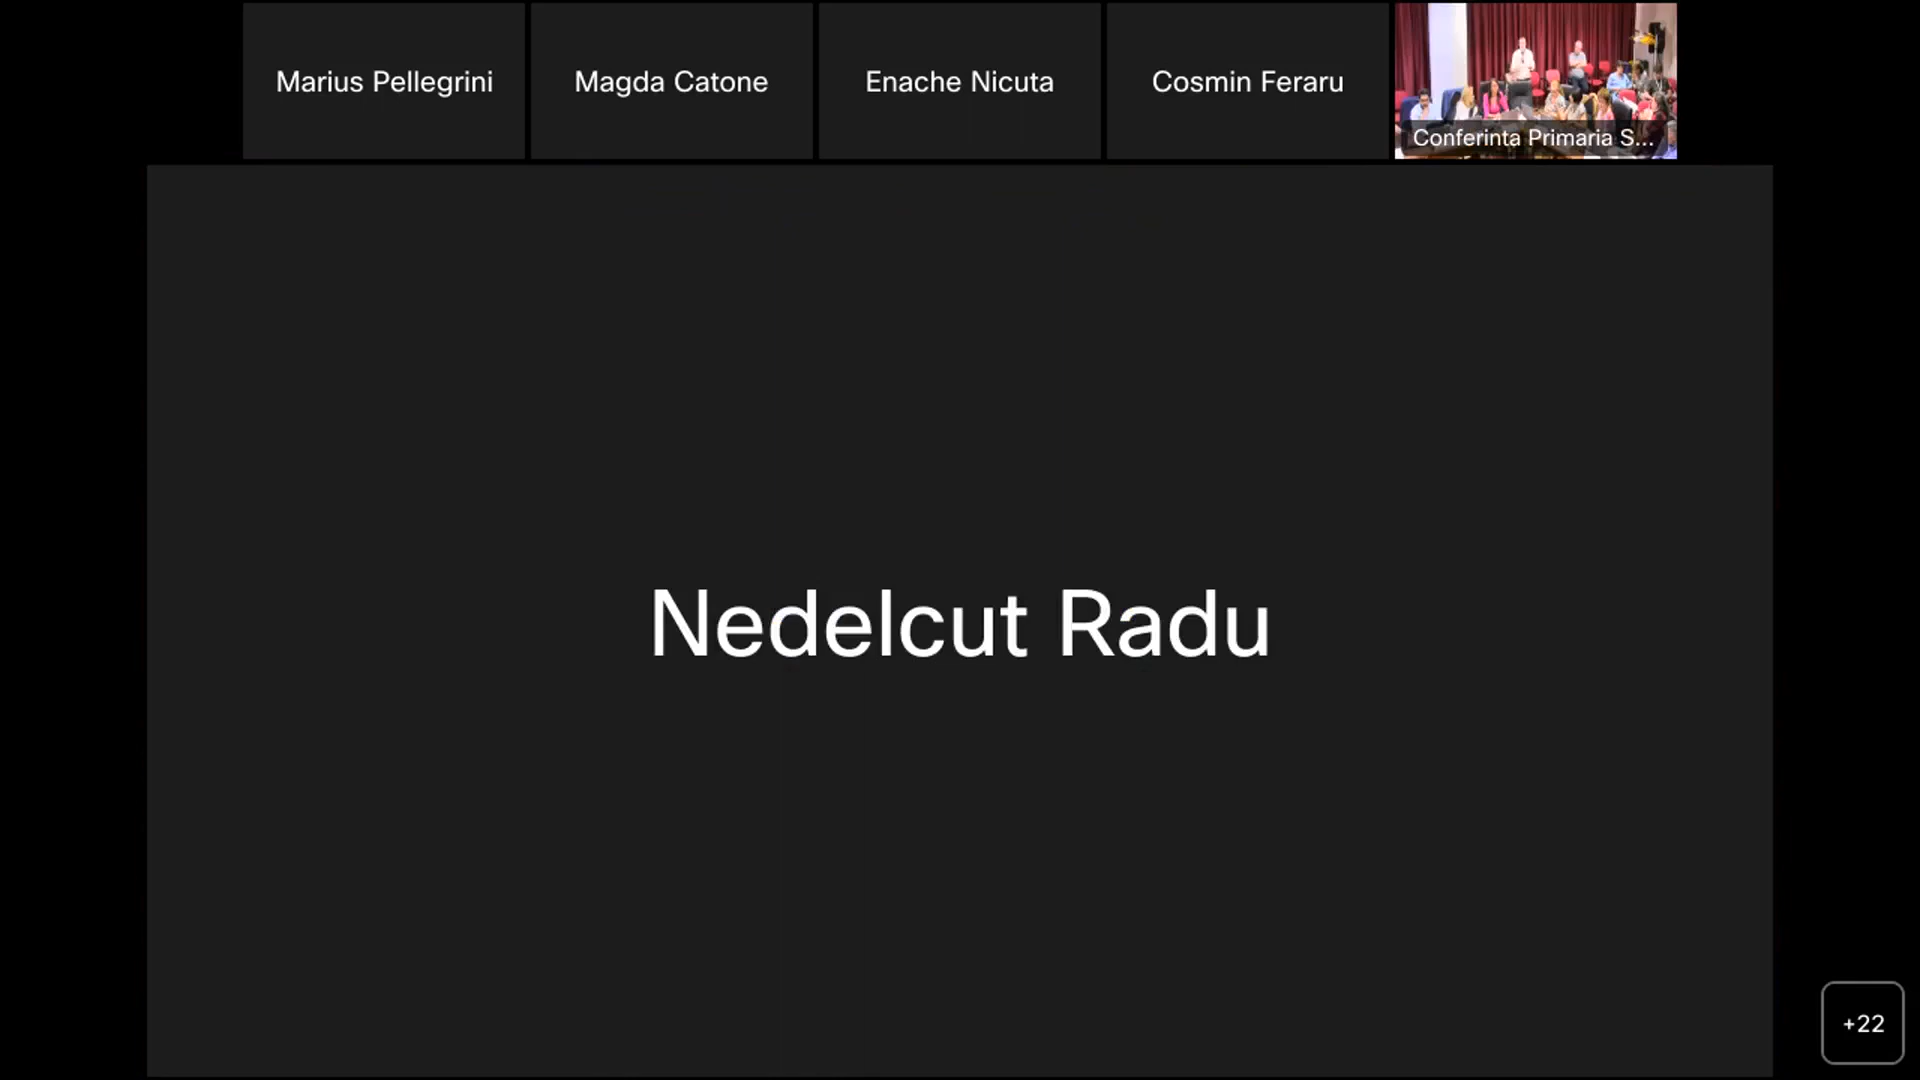 Marius Pellegrini
Magda Catone
Enache Nicuta
Cosmin Feraru
Conferinta Primaria S...
Nedelcut Radu
+22